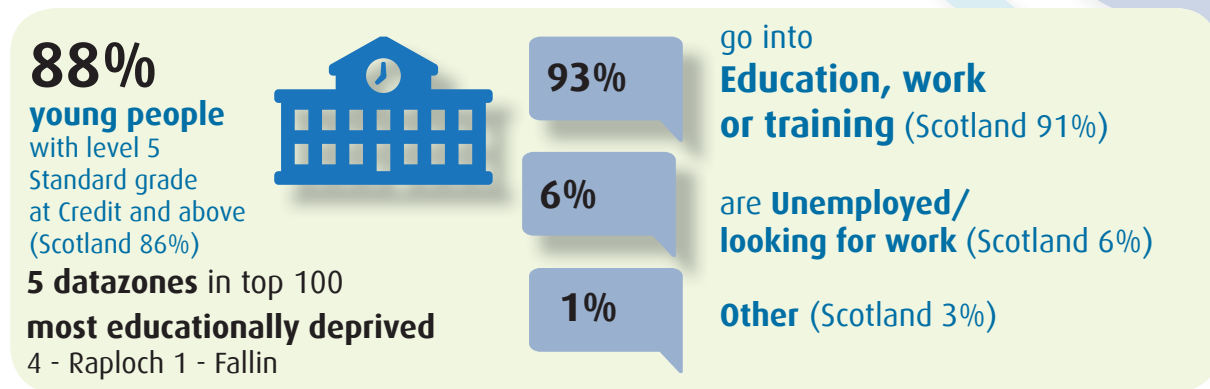 88%
young people
with level 5
Standard grade
at Credit and above
(Scotland 86%)
5 datazones in top 100
most educationally deprived
4 - Raploch 1 - Fallin
93%
go into
Education, work
or training (Scotland 91%)
6%
are Unemployed/
looking for work (Scotland 6%)
1%
Other (Scotland 3%)